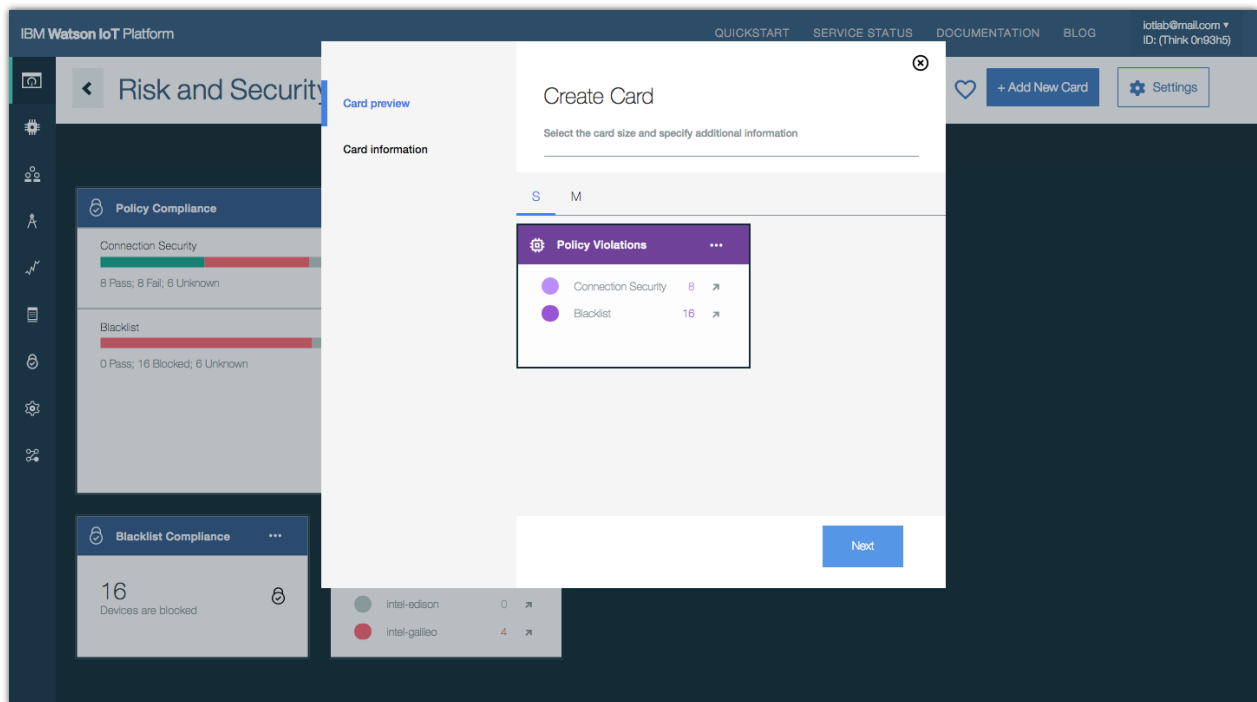 IBM Watson IoT Platform
QUICKSTART SERVICE STATUS DOCUMENTATION BLOG
iotlab@mail.com ▾
ID: (Think 0n93h5)
Risk and Security
+ Add New Card
Settings
Card preview
Card information
Create Card
Select the card size and specify additional information
S M
Policy Violations ...
Connection Security 8
Blacklist 16
Next
Policy Compliance
Connection Security
8 Pass; 8 Fail; 6 Unknown
Blacklist
0 Pass; 16 Blocked; 6 Unknown
Blacklist Compliance ...
16
Devices are blocked
intel-edison 0
intel-galileo 4